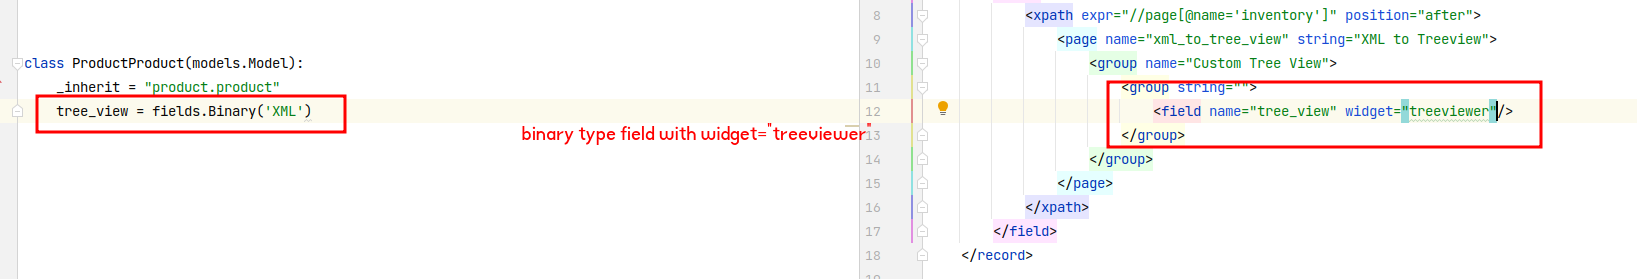 class ProductProduct(models.Model):
_inherit = "product.product"
tree_view = fields.Binary('XML')
binary type field with widget="treeviewer"
8 <xpath expr="//page[@name='inventory']" position="after">
9 <page name="xml_to_tree_view" string="XML to Treeview">
10 <group name="Custom Tree View">
11 <group string="">
12 <field name="tree_view" widget="treeviewer"/>
13 </group>
14 </group>
15 </page>
16 </xpath>
17 </field>
18 </record>